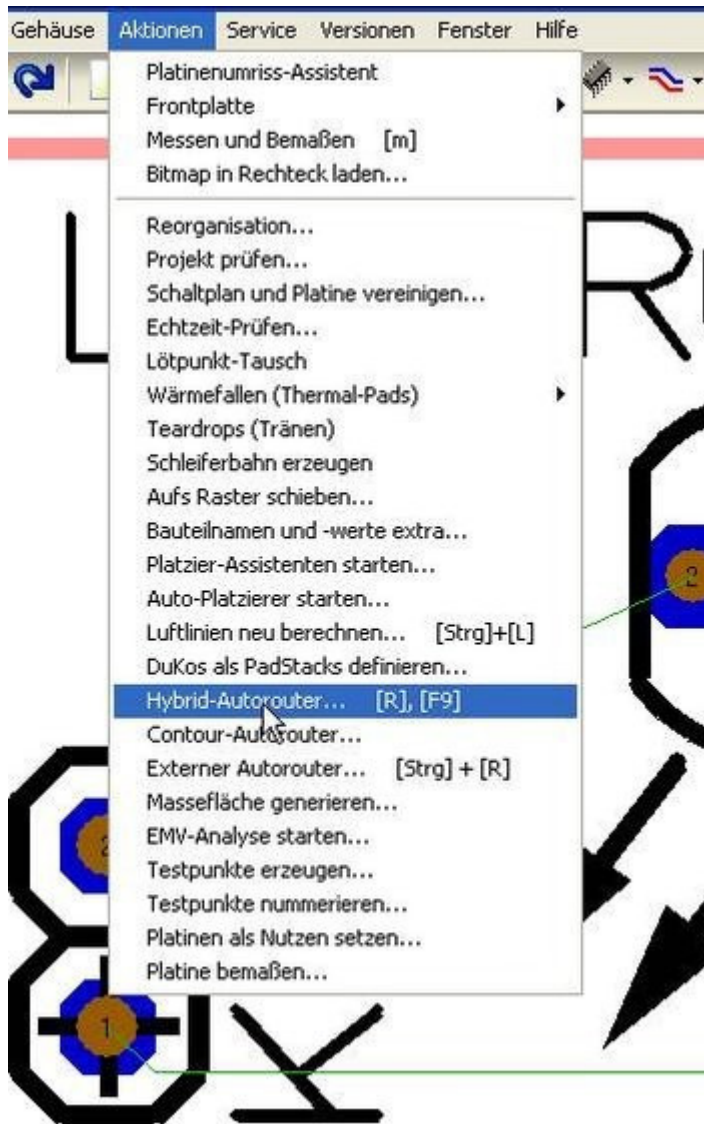 Gehäuse Aktionen Service Versionen Fenster Hilfe
Platinenumriss-Assistent
Frontplatte
Messen und Bemaßen [m]
Bitmap in Rechteck laden...
Reorganisation...
Projekt prüfen...
Schaltplan und Platine vereinigen...
Echtzeit-Prüfen...
Lötpunkt-Tausch
Wärmefallen (Thermal-Pads)
Teardrops (Tränen)
Schleiferbahn erzeugen
Aufs Raster schieben...
Bauteilnamen und -werte extra...
Platzier-Assistenten starten...
Auto-Platzierer starten...
2
Luftlinien neu berechnen... [Strg]+[L]
DuKos als PadStacks definieren...
Hybrid-Autorouter... [R], [F9]
Contour-Autorouter...
Externer Autorouter... [Strg] + [R]
Massefläche generieren...
EMV-Analyse starten...
2
Testpunkte erzeugen...
Testpunkte nummerieren...
Platinen als Nutzen setzen...
Platine bemaßen...
1